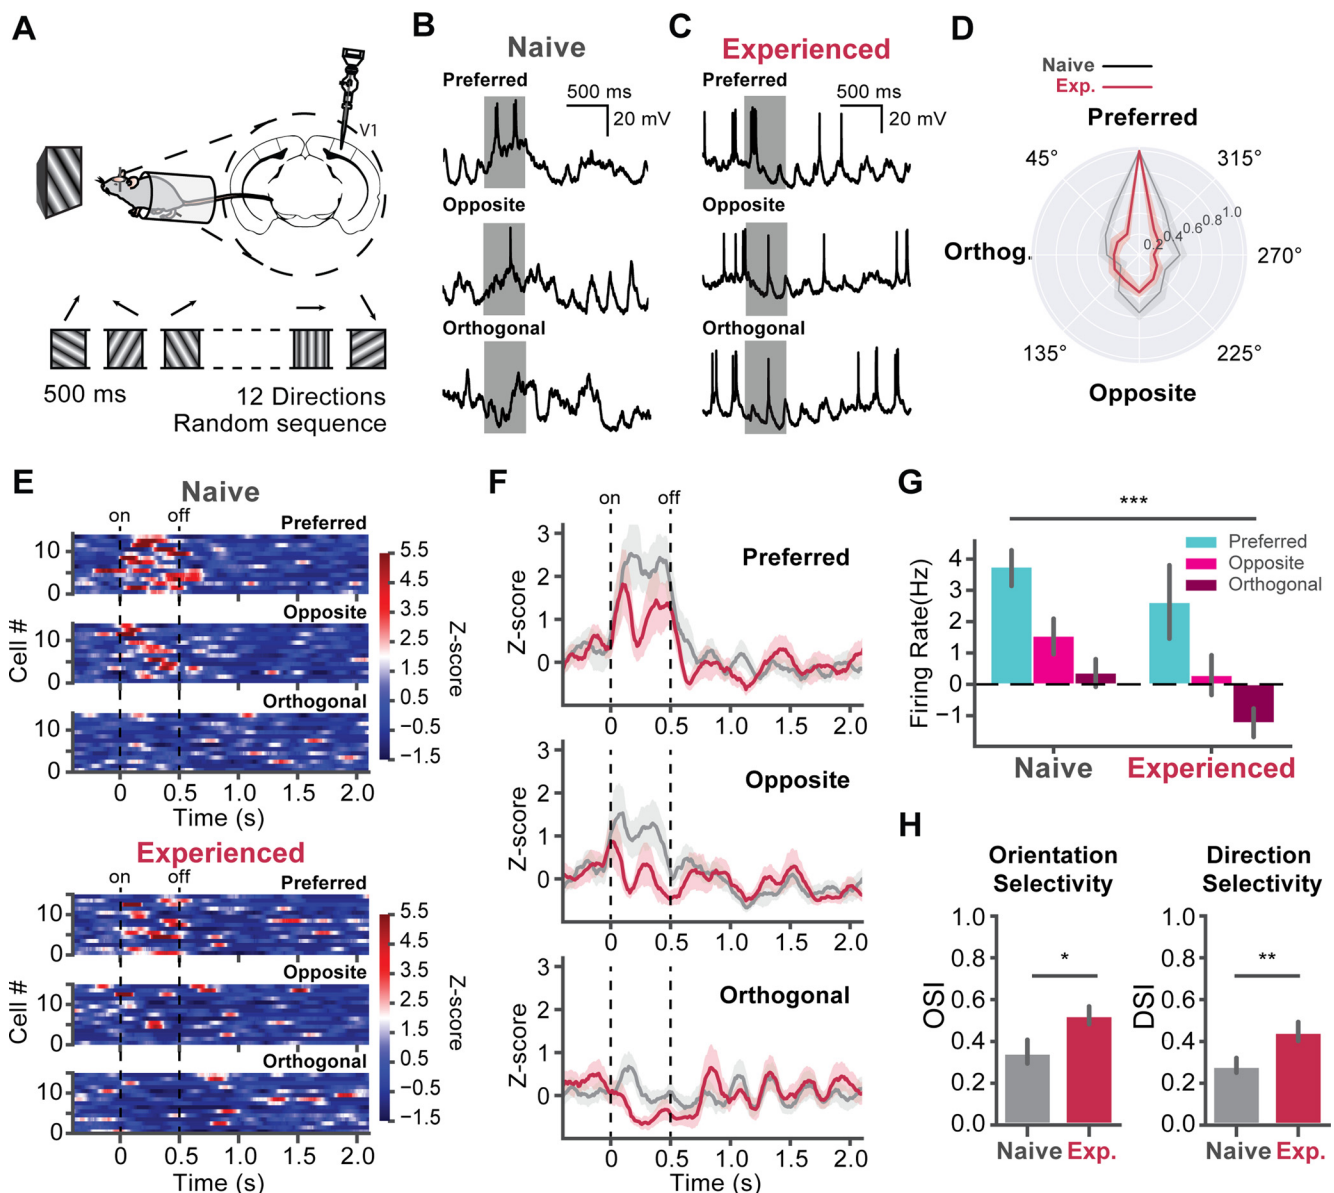 A
V1
500 ms
12 Directions
Random sequence
B
Naive
Preferred
500 ms
20 mV
Opposite
Orthogonal
C
Experienced
Preferred
500 ms
20 mV
Opposite
Orthogonal
D
Naive
Exp.
Preferred
45°
315°
Orthog.
0.2
0.4
0.6
0.8
1.0
270°
135°
225°
Opposite
E
Naive
on
off
Preferred
10
0
Opposite
10
0
Orthogonal
10
0
Cell #
0
0.5
1.0
1.5
2.0
Time (s)
5.5
4.5
3.5
2.5
1.5
0.5
−0.5
−1.5
Z-score
Experienced
on
off
Preferred
10
0
Opposite
10
0
Orthogonal
10
0
Cell #
0
0.5
1.0
1.5
2.0
Time (s)
5.5
4.5
3.5
2.5
1.5
0.5
−0.5
−1.5
Z-score
F
on
off
Preferred
Z-score
3
2
1
0
0
0.5
1.0
1.5
2.0
Opposite
Z-score
3
2
1
0
0
0.5
1.0
1.5
2.0
Orthogonal
Z-score
3
2
1
0
0
0.5
1.0
1.5
2.0
Time (s)
G
***
Preferred
Opposite
Orthogonal
Firing Rate(Hz)
4
3
2
1
0
−1
Naive
Experienced
H
Orientation
Selectivity
OSI
1.0
0.8
0.6
0.4
0.2
0.0
*
Naive
Exp.
Direction
Selectivity
DSI
1.0
0.8
0.6
0.4
0.2
0.0
**
Naive
Exp.